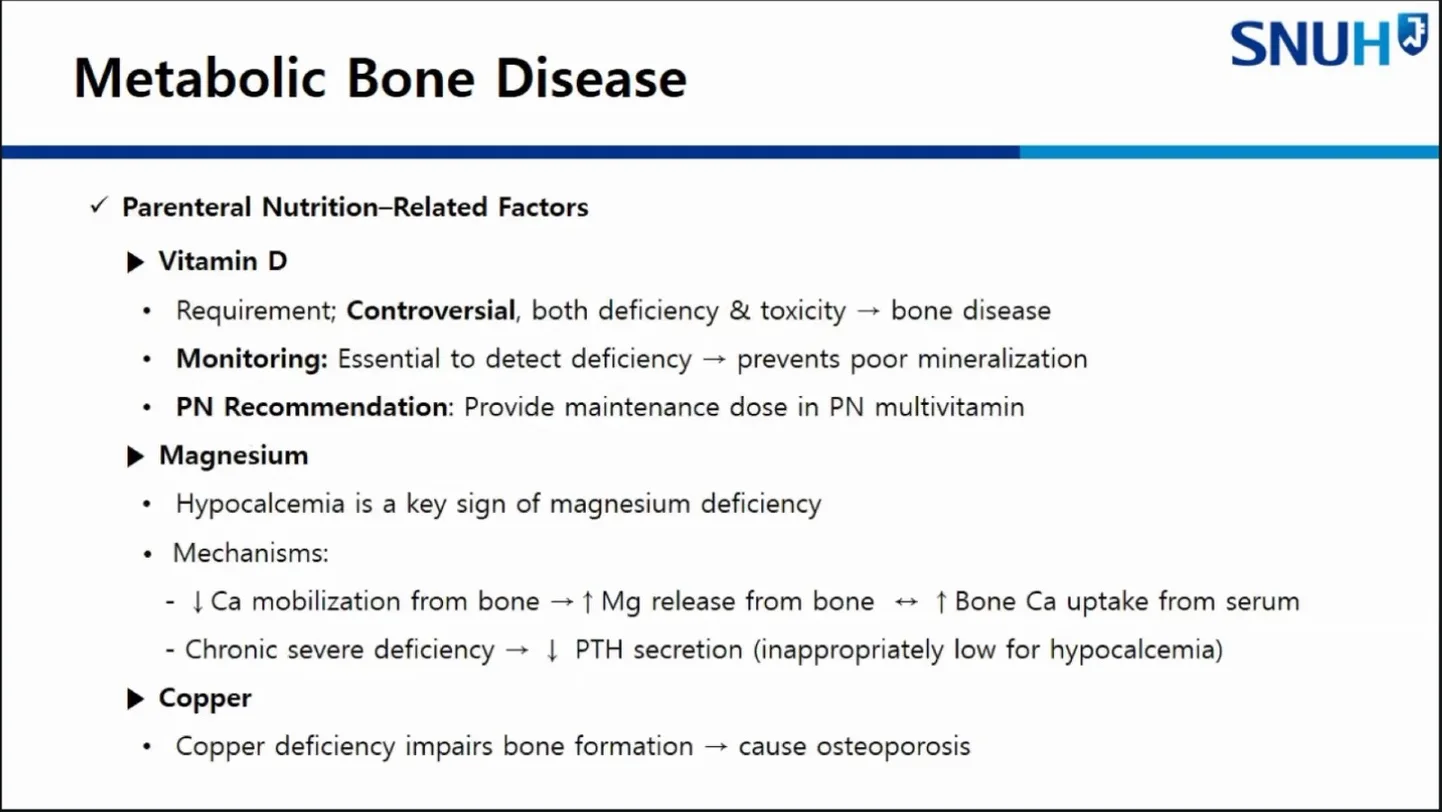 SNUH
Metabolic Bone Disease
✓ Parenteral Nutrition–Related Factors
▶ Vitamin D
• Requirement; Controversial, both deficiency & toxicity → bone disease
• Monitoring: Essential to detect deficiency → prevents poor mineralization
• PN Recommendation: Provide maintenance dose in PN multivitamin
▶ Magnesium
• Hypocalcemia is a key sign of magnesium deficiency
• Mechanisms:
- ↓Ca mobilization from bone →↑Mg release from bone ↔ ↑Bone Ca uptake from serum
- Chronic severe deficiency → ↓ PTH secretion (inappropriately low for hypocalcemia)
▶ Copper
• Copper deficiency impairs bone formation → cause osteoporosis